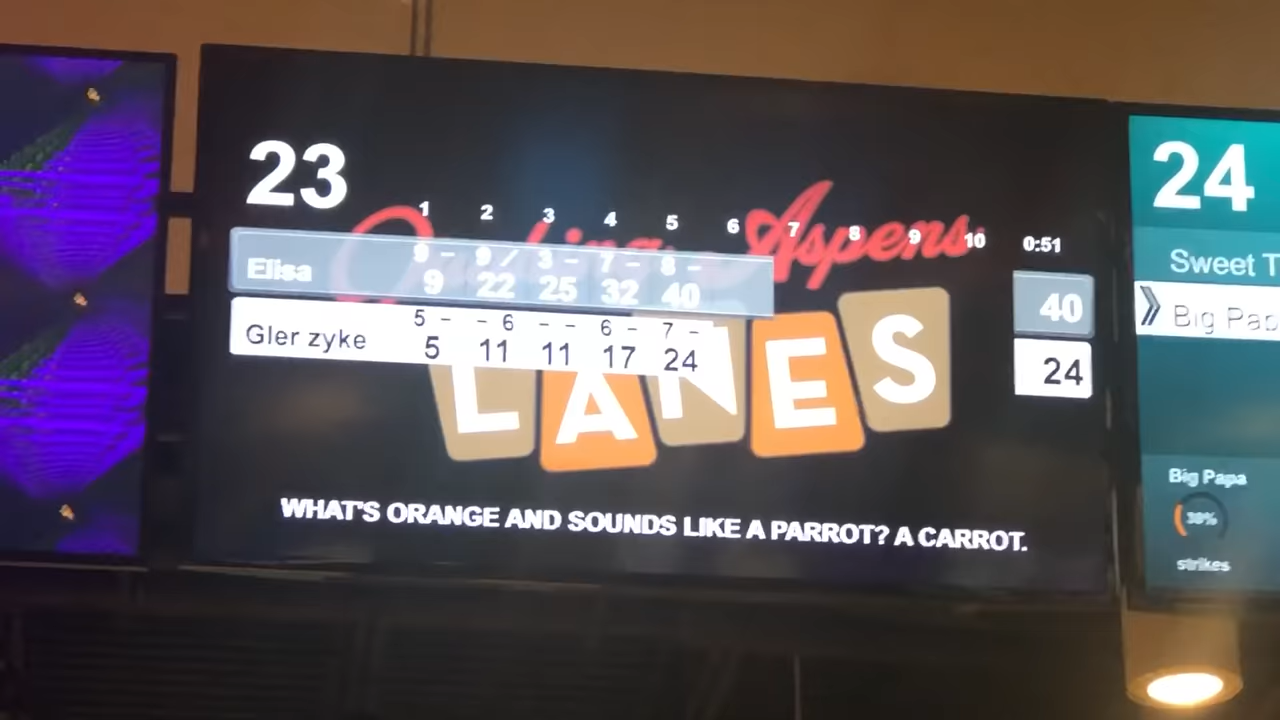 23
1 2 3 4 5 6 7 8 9 10 0:51
Aspens
Elisa 9 - 9 / 3 - 7 - 8 -
9 22 25 32 40 40
Gler zyke 5 - - 6 - - 6 - 7 -
5 11 11 17 24 24
LANES
WHAT'S ORANGE AND SOUNDS LIKE A PARROT? A CARROT.
24
Sweet T
Big Pap
Big Papa
38%
strikes